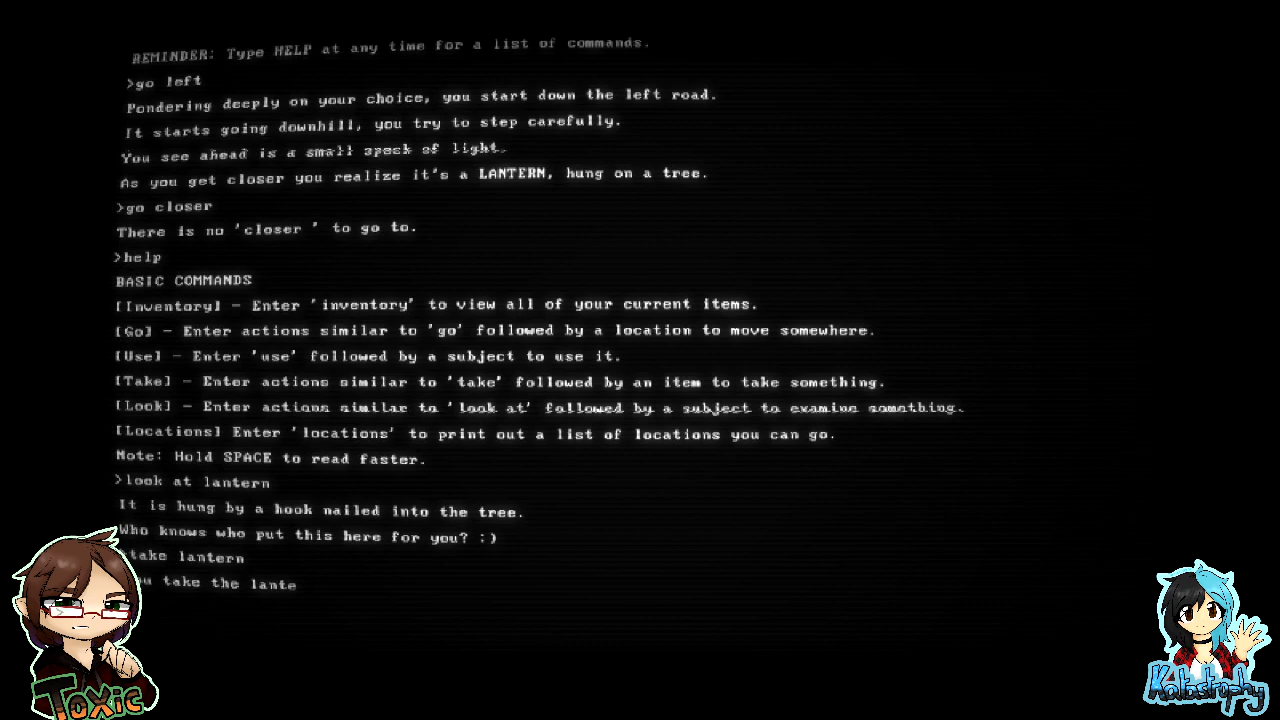 REMINDER: Type HELP at any time for a list of commands.
>go left
Pondering deeply on your choice, you start down the left road.
It starts going downhill, you try to step carefully.
You see ahead is a small speck of light.
As you get closer you realize it's a LANTERN, hung on a tree.
>go closer
There is no 'closer ' to go to.
>help
BASIC COMMANDS
[Inventory] - Enter 'inventory' to view all of your current items.
[Go] - Enter actions similar to 'go' followed by a location to move somewhere.
[Use] - Enter 'use' followed by a subject to use it.
[Take] - Enter actions similar to 'take' followed by an item to take something.
[Look] - Enter actions similar to 'look at' followed by a subject to examine something.
[Locations] Enter 'locations' to print out a list of locations you can go.
Note: Hold SPACE to read faster.
>look at lantern
It is hung by a hook nailed into the tree.
Who knows who put this here for you? :)
take lantern
ou take the lante
Toxic
Katastrophy